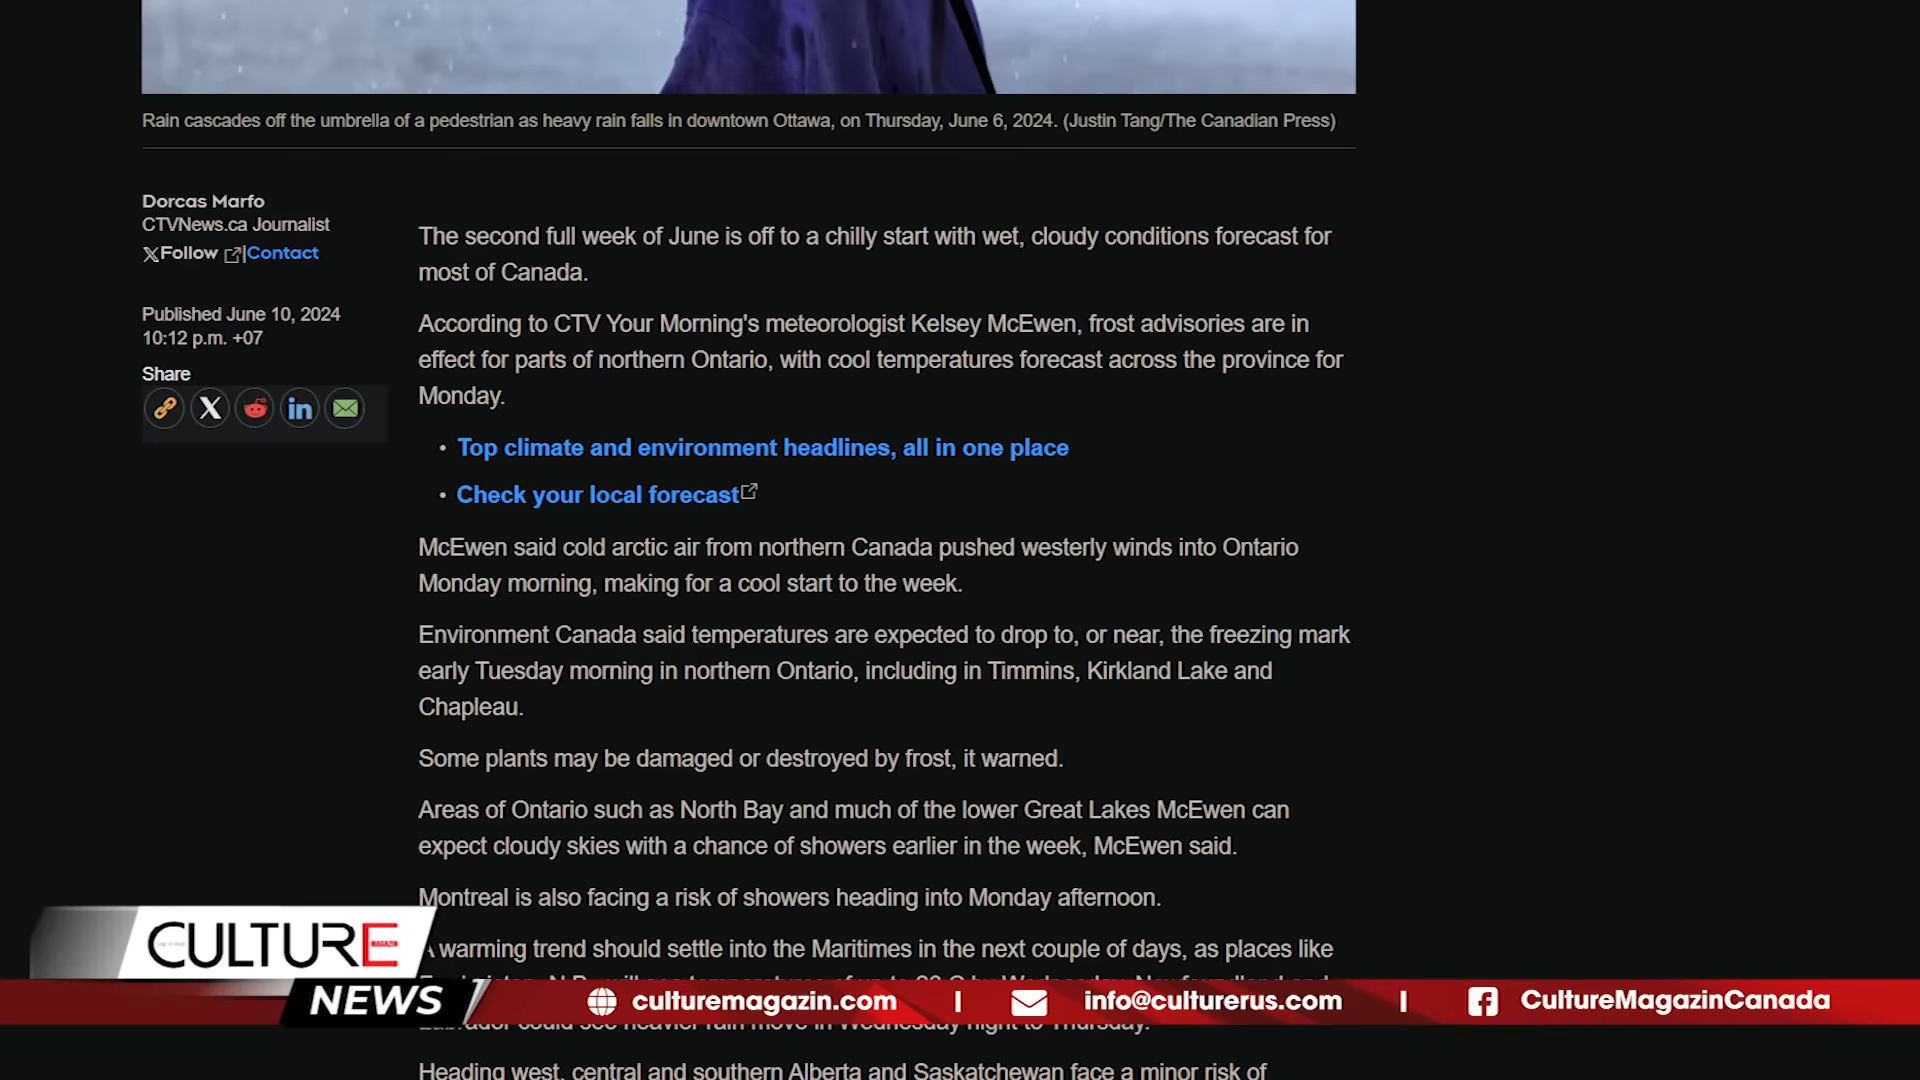 Rain cascades off the umbrella of a pedestrian as heavy rain falls in downtown Ottawa, on Thursday, June 6, 2024. (Justin Tang/The Canadian Press)
Dorcas Marfo
CTVNews.ca Journalist
Follow | Contact
Published June 10, 2024
10:12 p.m. +07
Share
The second full week of June is off to a chilly start with wet, cloudy conditions forecast for
most of Canada.
According to CTV Your Morning's meteorologist Kelsey McEwen, frost advisories are in
effect for parts of northern Ontario, with cool temperatures forecast across the province for
Monday.
• Top climate and environment headlines, all in one place
• Check your local forecast
McEwen said cold arctic air from northern Canada pushed westerly winds into Ontario
Monday morning, making for a cool start to the week.
Environment Canada said temperatures are expected to drop to, or near, the freezing mark
early Tuesday morning in northern Ontario, including in Timmins, Kirkland Lake and
Chapleau.
Some plants may be damaged or destroyed by frost, it warned.
Areas of Ontario such as North Bay and much of the lower Great Lakes McEwen can
expect cloudy skies with a chance of showers earlier in the week, McEwen said.
Montreal is also facing a risk of showers heading into Monday afternoon.
A warming trend should settle into the Maritimes in the next couple of days, as places like
Heading west, central and southern Alberta and Saskatchewan face a minor risk of
CULTURE
MAGAZIN
NEWS
culturemagazin.com | info@culturerus.com | CultureMagazinCanada